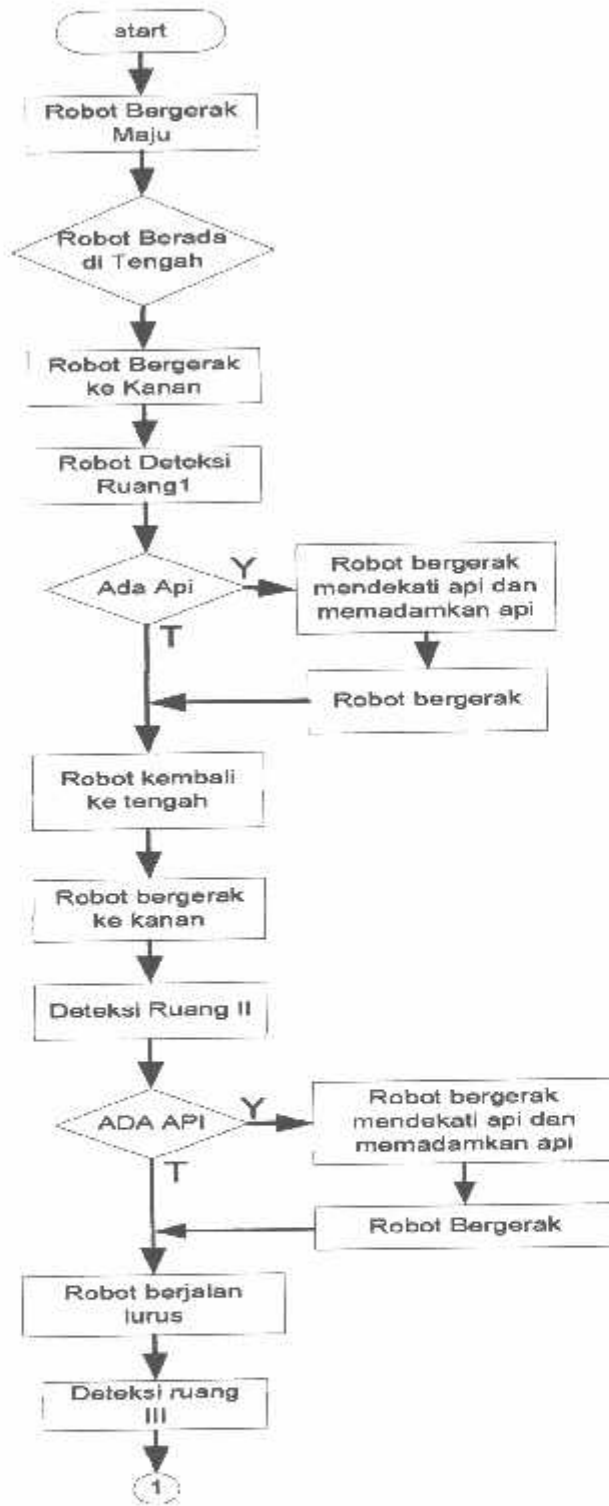 start
Robot Bergerak
Maju
Robot Berada
di Tengah
Robot Bergerak
ke Kanan
Robot Deteksi
Ruang1
Ada Api
Y
Robot bergerak
mendekati api dan
memadamkan api
T
Robot bergerak
Robot kembali
ke tengah
Robot bergerak
ke kanan
Deteksi Ruang II
ADA API
Y
Robot bergerak
mendekati api dan
memadamkan api
T
Robot Bergerak
Robot berjalan
lurus
Deteksi ruang
III
1